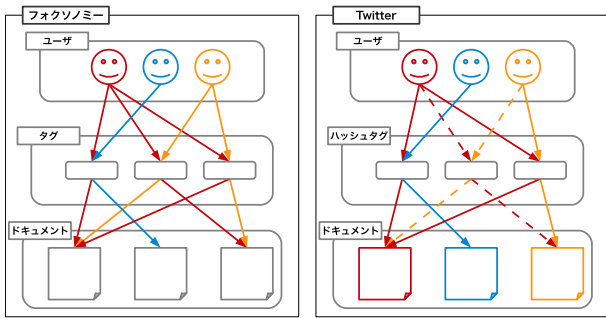 フォクソノミー
ユーザ
タグ
ドキュメント
Twitter
ユーザ
ハッシュタグ
ドキュメント